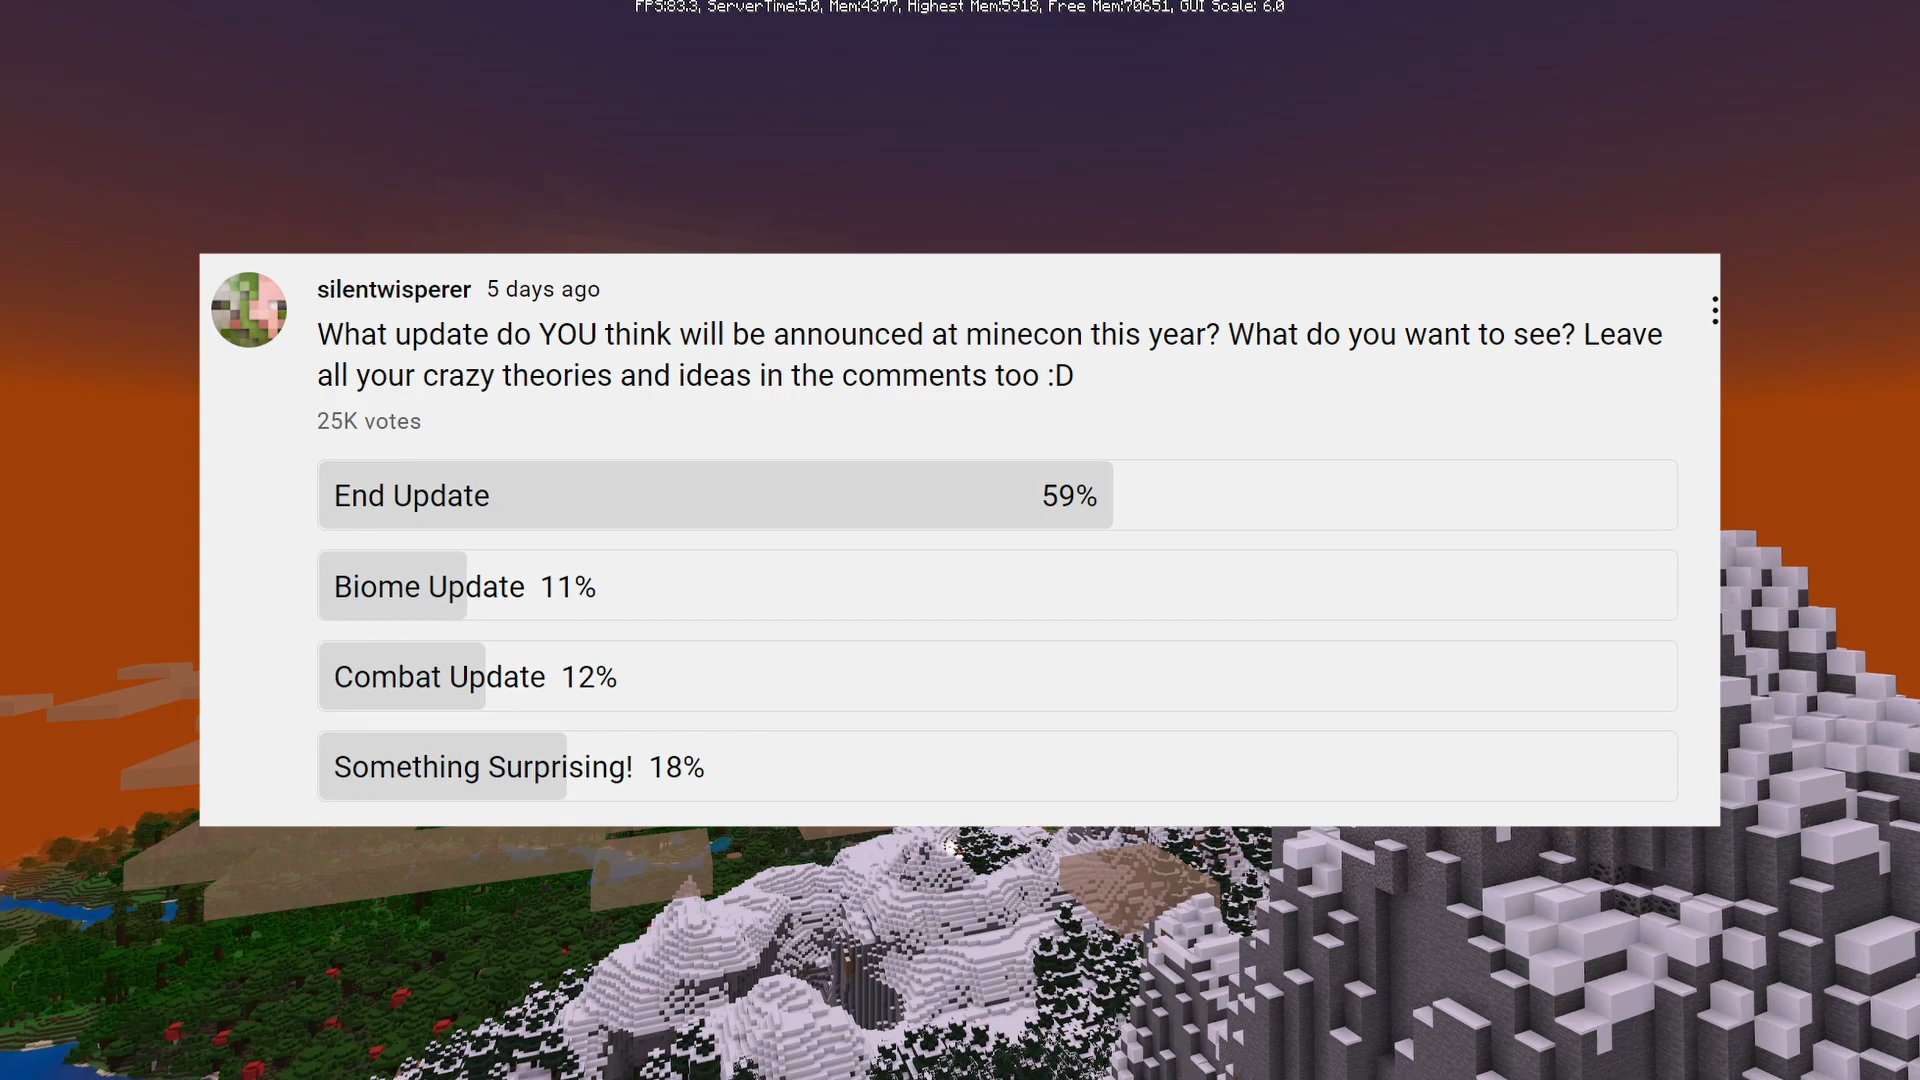 FPS:83.3, ServerTime:5.0, Mem:4377, Highest Mem:5918, Free Mem:70651, GUI Scale: 6.0
silentwisperer 5 days ago
What update do YOU think will be announced at minecon this year? What do you want to see? Leave
all your crazy theories and ideas in the comments too :D
25K votes
End Update 59%
Biome Update 11%
Combat Update 12%
Something Surprising! 18%